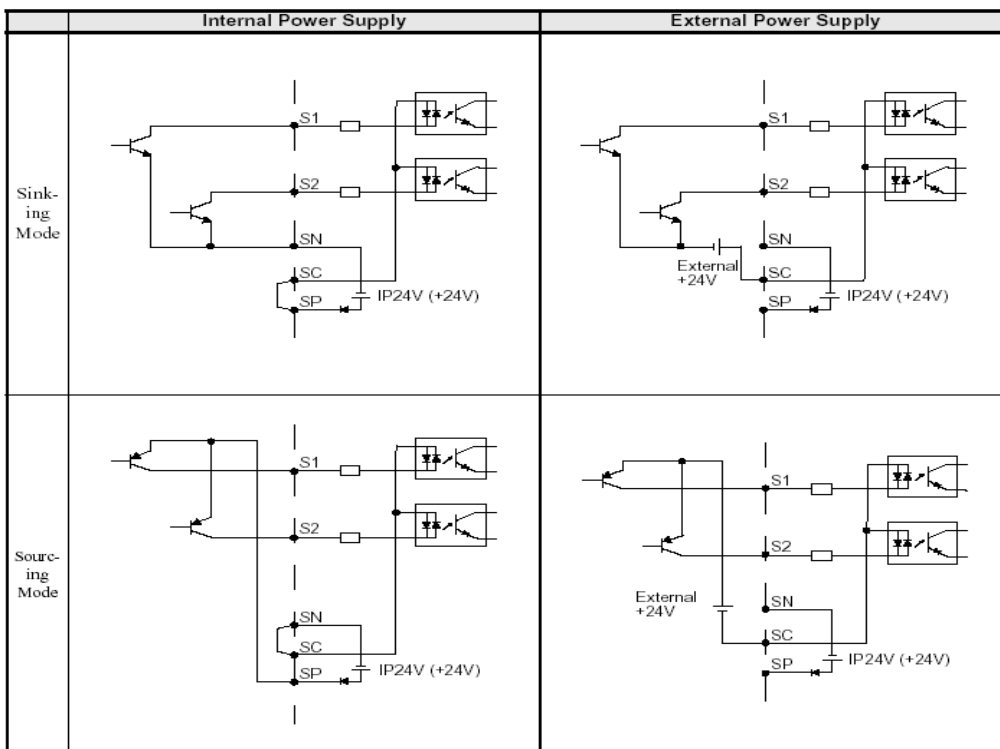 Internal Power Supply
External Power Supply
Sink-
ing
Mode
S1
S2
SN
SC
SP
IP24V (+24V)
S1
S2
SN
External
+24V
SC
SP
IP24V (+24V)
Sourc-
ing
Mode
S1
S2
SN
SC
SP
IP24V (+24V)
S1
S2
External
+24V
SN
SC
SP
IP24V (+24V)